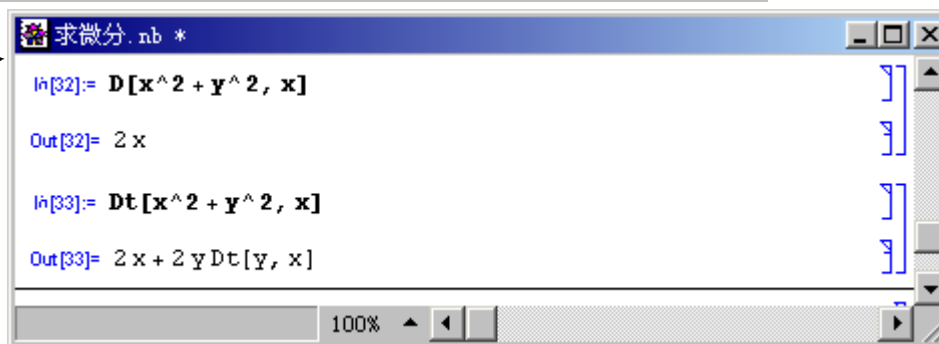 求微分.nb *
In[32]:= D[x^2 + y^2, x]
Out[32]= 2 x
In[33]:= Dt[x^2 + y^2, x]
Out[33]= 2 x + 2 y Dt[y, x]
100%